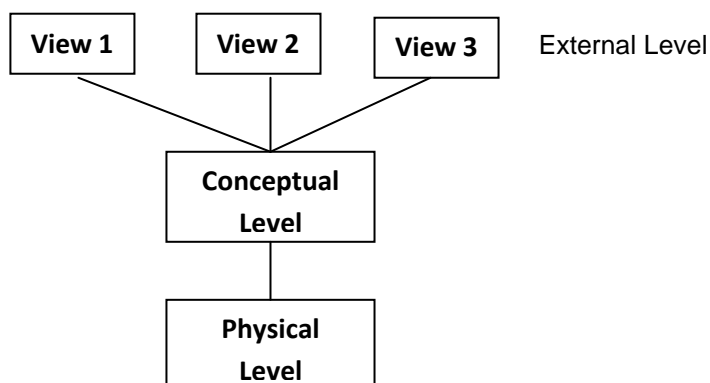 View 1 View 2 View 3 External Level
Conceptual
Level
Physical
Level